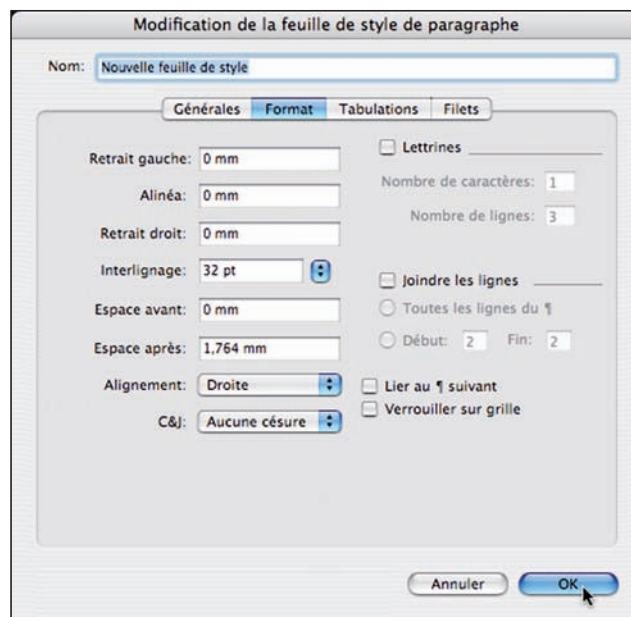 Modification de la feuille de style de paragraphe
Nom: Nouvelle feuille de style
Générales Format Tabulations Filets
Retrait gauche: 0 mm
Alinéa: 0 mm
Retrait droit: 0 mm
Interlignage: 32 pt
Espace avant: 0 mm
Espace après: 1,764 mm
Alignement: Droite
C&J: Aucune césure
Lettrines
Nombre de caractères: 1
Nombre de lignes: 3
Joindre les lignes
Toutes les lignes du ¶
Début: 2 Fin: 2
Lier au ¶ suivant
Verrouiller sur grille
Annuler OK